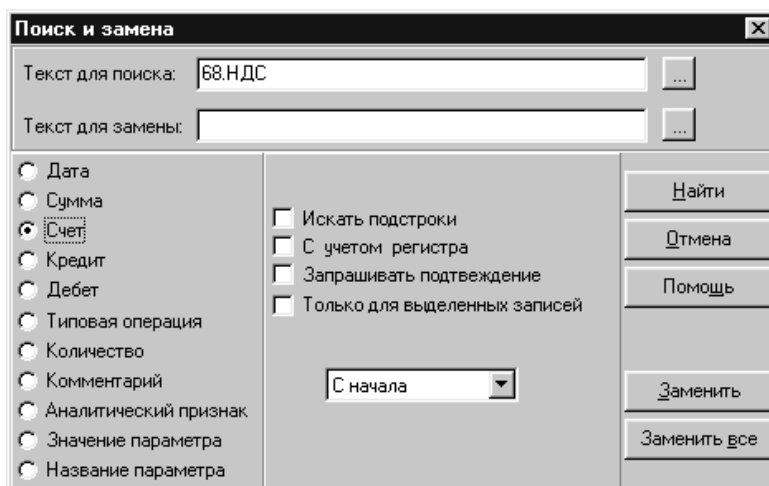 Поиск и замена
Текст для поиска: 68.НДС ...
Текст для замены: ...
Дата
Сумма
Счет
Кредит
Дебет
Типовая операция
Количество
Комментарий
Аналитический признак
Значение параметра
Название параметра
Искать подстроки
С учетом регистра
Запрашивать подтвеждение
Только для выделенных записей
С начала
Найти
Отмена
Помощь
Заменить
Заменить все